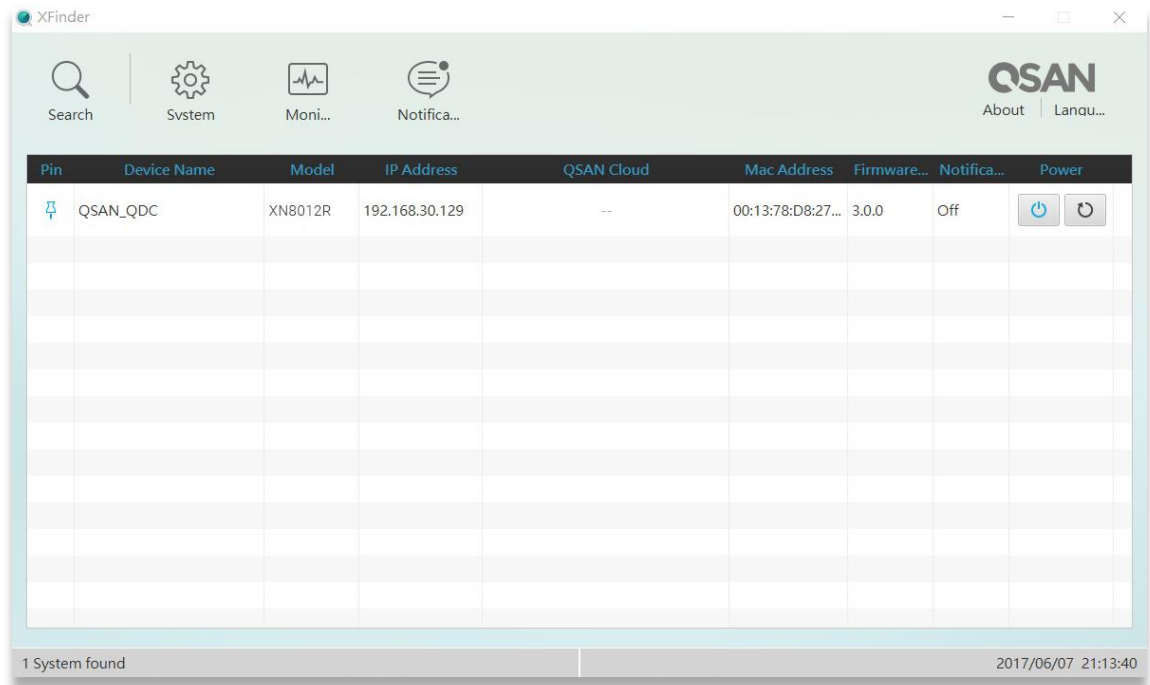 XFinder
QSAN
Search System Moni... Notifica... About Langu...
Pin Device Name Model IP Address QSAN Cloud Mac Address Firmware... Notifica... Power
QSAN_QDC XN8012R 192.168.30.129 -- 00:13:78:D8:27... 3.0.0 Off
1 System found 2017/06/07 21:13:40